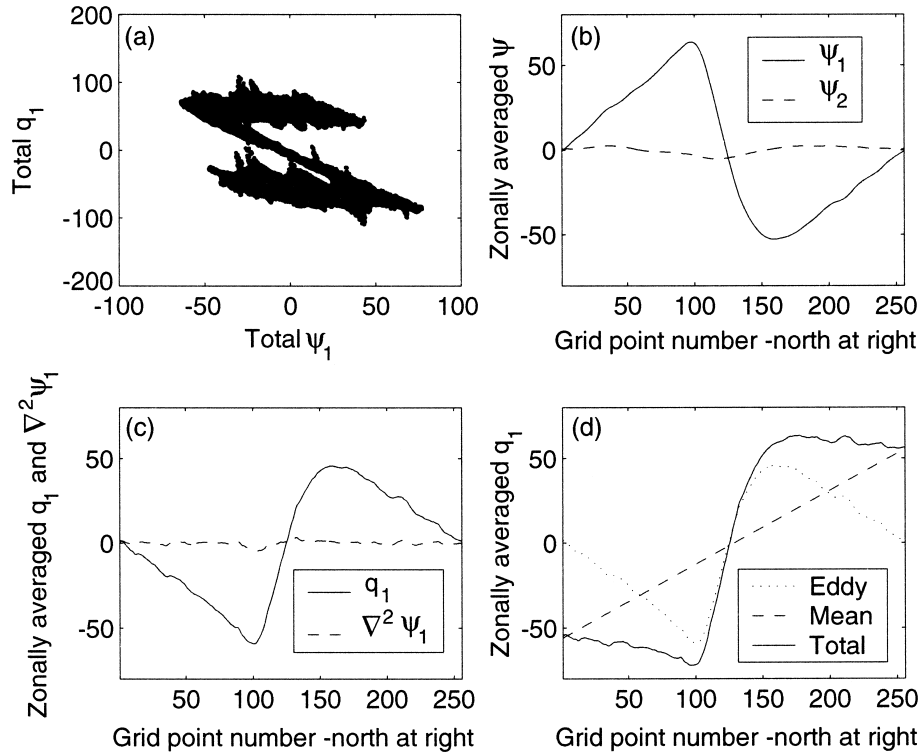 (a)
200
100
0
-100
-200
-100
-50
0
50
100
Total q₁
Total ψ₁
(b)
50
0
-50
50
100
150
200
250
Zonally averaged ψ
Grid point number -north at right
ψ₁
ψ₂
(c)
50
0
-50
50
100
150
200
250
Zonally averaged q₁ and ∇²ψ₁
Grid point number -north at right
q₁
∇² ψ₁
(d)
50
0
-50
50
100
150
200
250
Zonally averaged q₁
Grid point number -north at right
Eddy
Mean
Total